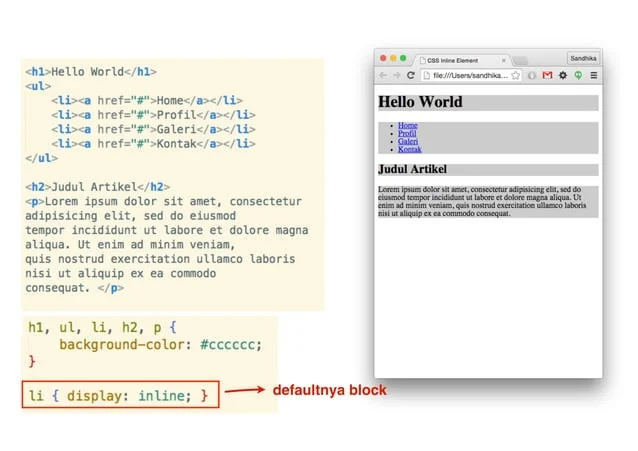 <h1>Hello World</h1>
<ul>
<li><a href="#">Home</a></li>
<li><a href="#">Profil</a></li>
<li><a href="#">Galeri</a></li>
<li><a href="#">Kontak</a></li>
</ul>
<h2>Judul Artikel</h2>
<p>Lorem ipsum dolor sit amet, consectetur
adipisicing elit, sed do eiusmod
tempor incididunt ut labore et dolore magna
aliqua. Ut enim ad minim veniam,
quis nostrud exercitation ullamco laboris
nisi ut aliquip ex ea commodo
consequat. </p>
h1, ul, li, h2, p {
background-color: #cccccc;
}
li { display: inline; }
defaultnya block
CSS Inline Element
Sandhika
file:///Users/sandhika...
Hello World
Home
Profil
Galeri
Kontak
Judul Artikel
Lorem ipsum dolor sit amet, consectetur adipisicing elit, sed do
eiusmod tempor incididunt ut labore et dolore magna aliqua. Ut
enim ad minim veniam, quis nostrud exercitation ullamco laboris
nisi ut aliquip ex ea commodo consequat.